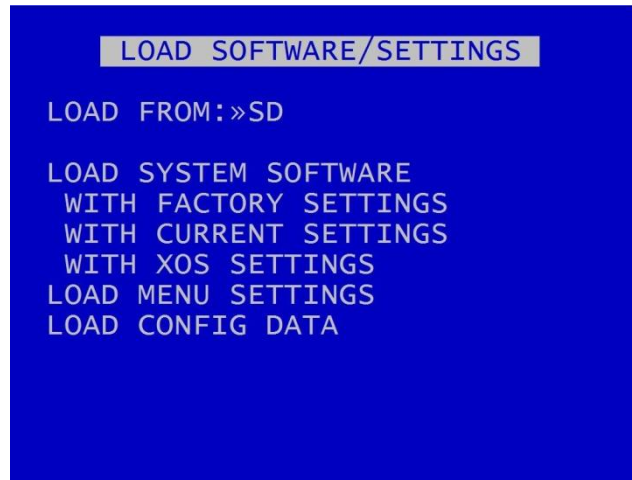 LOAD SOFTWARE/SETTINGS
LOAD FROM:»SD
LOAD SYSTEM SOFTWARE
WITH FACTORY SETTINGS
WITH CURRENT SETTINGS
WITH XOS SETTINGS
LOAD MENU SETTINGS
LOAD CONFIG DATA